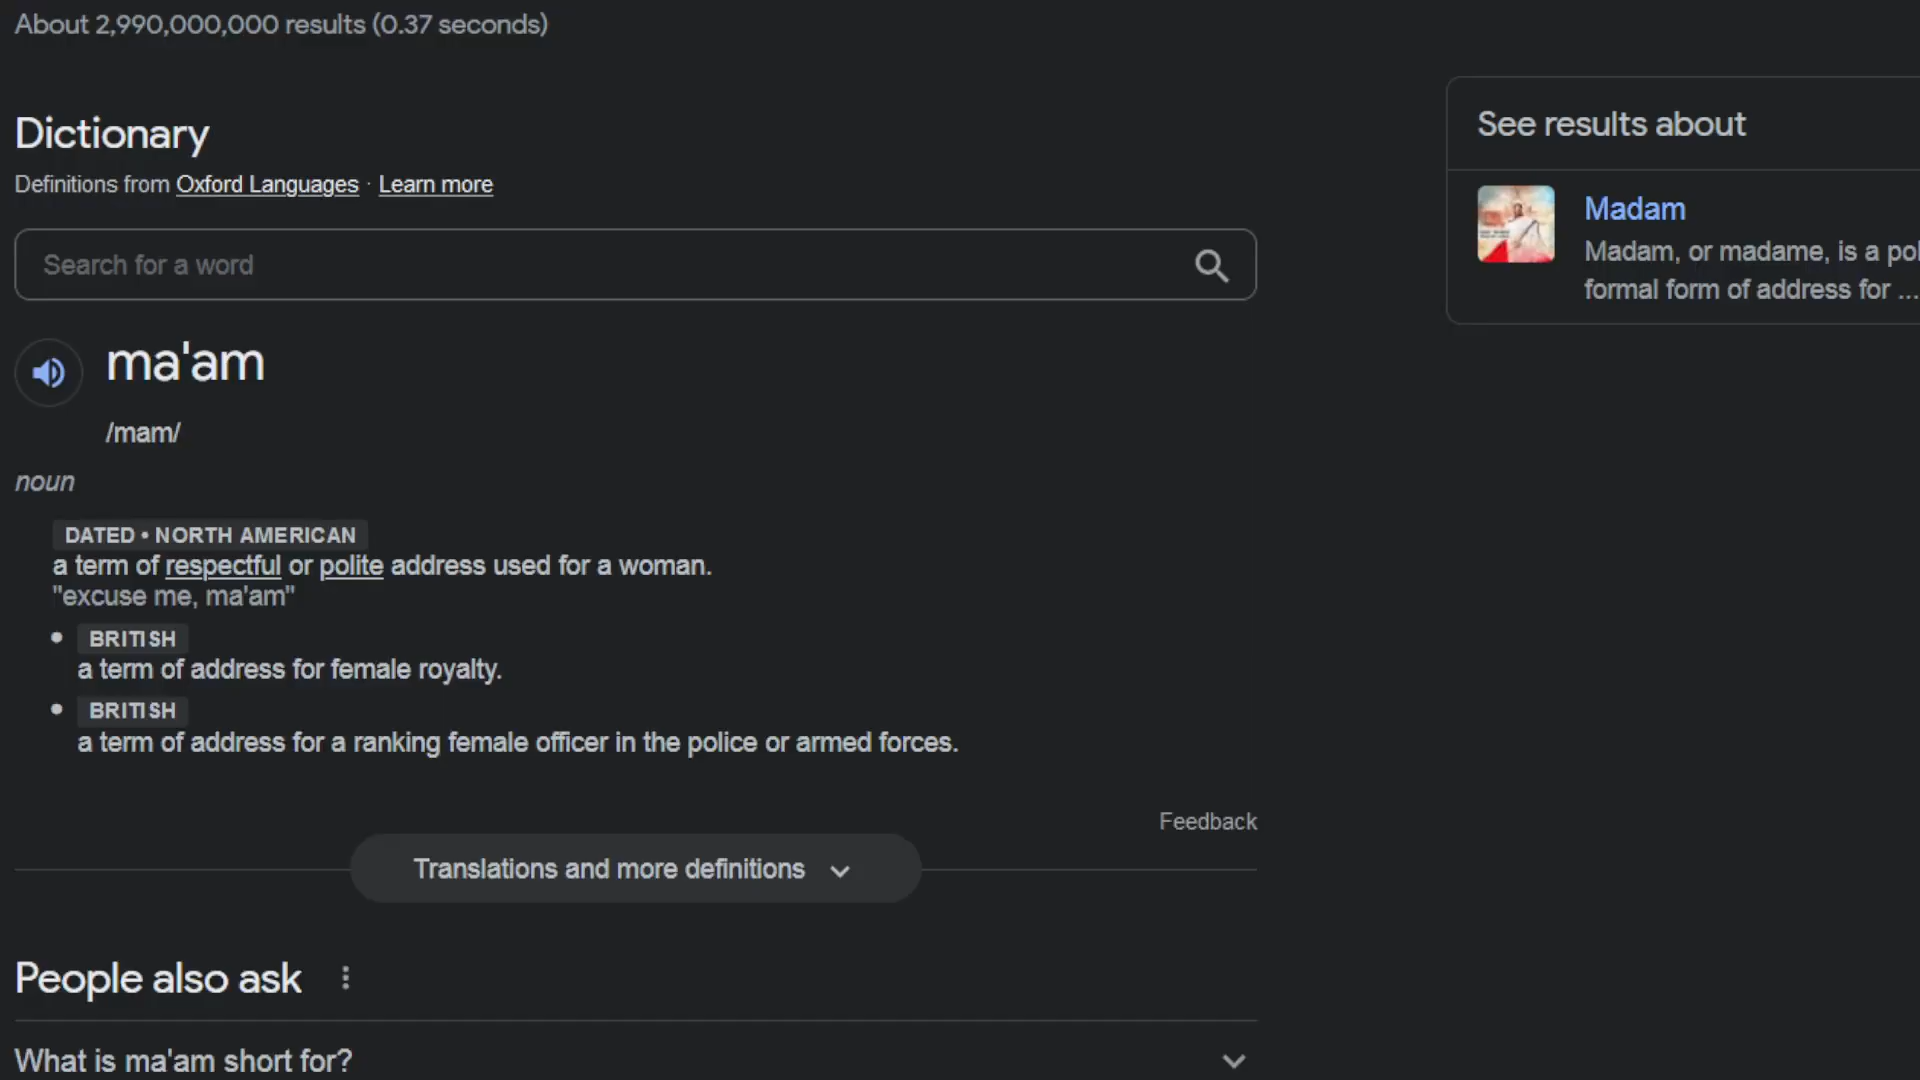 About 2,990,000,000 results (0.37 seconds)
Dictionary
Definitions from Oxford Languages · Learn more
Search for a word
ma'am
/mam/
noun
DATED • NORTH AMERICAN
a term of respectful or polite address used for a woman.
"excuse me, ma'am"
• BRITISH
a term of address for female royalty.
• BRITISH
a term of address for a ranking female officer in the police or armed forces.
Feedback
Translations and more definitions
People also ask
What is ma'am short for?
See results about
Madam
Madam, or madame, is a pol
formal form of address for ...